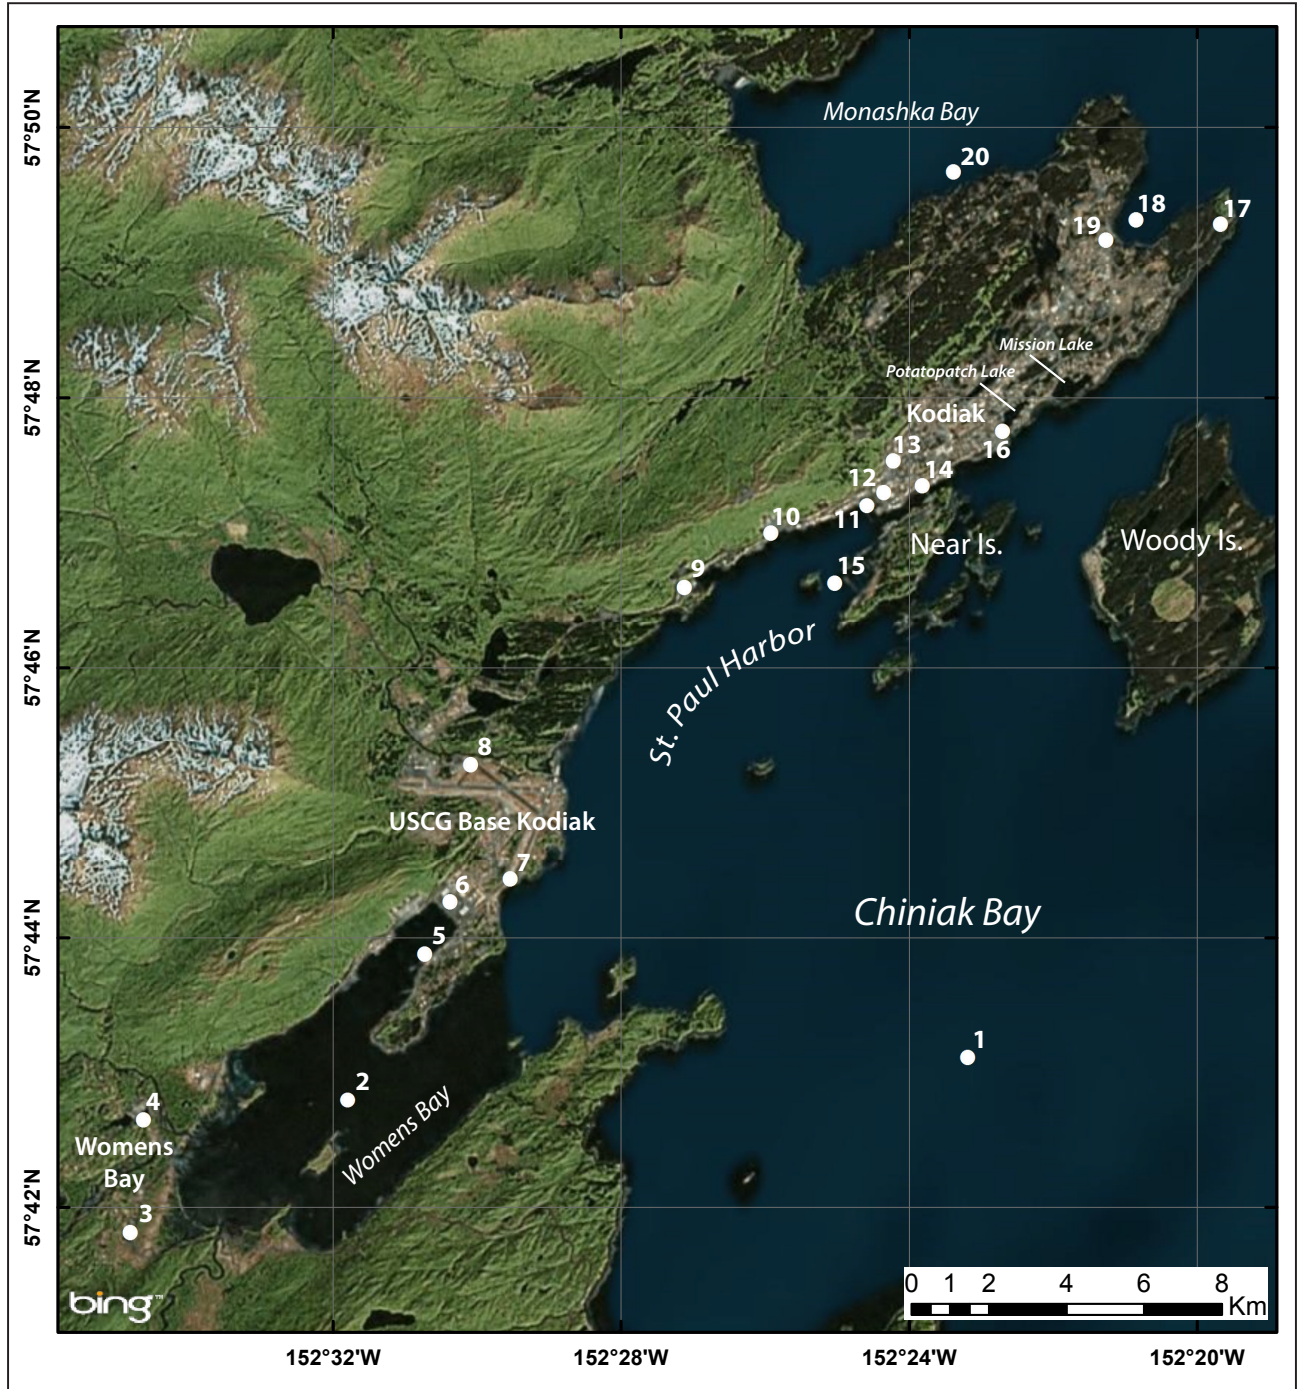 57°50'N
57°48'N
57°46'N
57°44'N
57°42'N
Monashka Bay
20
18
17
19
Mission Lake
Potatopatch Lake
Kodiak
16
13
12
14
11
10
Near Is.
Woody Is.
15
9
St. Paul Harbor
8
USCG Base Kodiak
7
6
Chiniak Bay
5
1
2
4
Womens Bay
Womens
Bay
3
0 1 2 4 6 8
Km
bing™
152°32'W 152°28'W 152°24'W 152°20'W